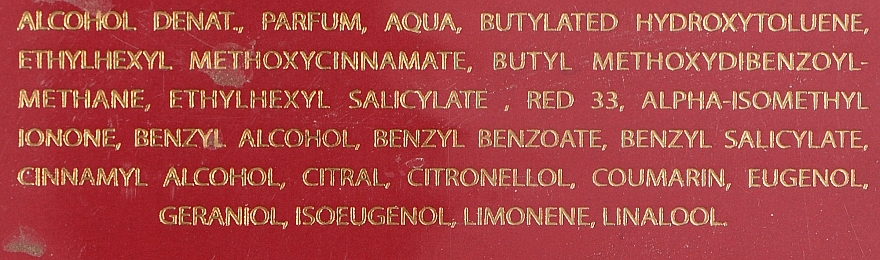 ALCOHOL DENAT., PARFUM, AQUA, BUTYLATED HYDROXYTOLUENE,
ETHYLHEXYL METHOXYCINNAMATE, BUTYL METHOXYDIBENZOYL-
METHANE, ETHYLHEXYL SALICYLATE , RED 33, ALPHA-ISOMETHYL
IONONE, BENZYL ALCOHOL, BENZYL BENZOATE, BENZYL SALICYLATE,
CINNAMYL ALCOHOL, CITRAL, CITRONELLOL, COUMARIN, EUGENOL,
GERANIOL, ISOEUGENOL, LIMONENE, LINALOOL.